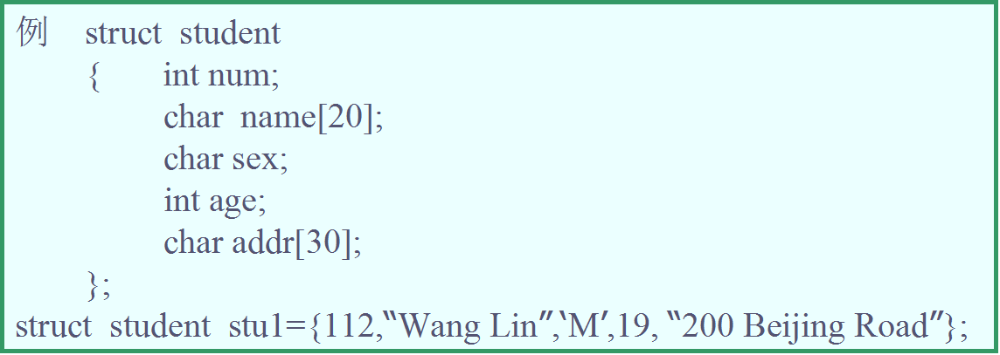 例 struct student
{ int num;
char name[20];
char sex;
int age;
char addr[30];
};
struct student stu1={112,“Wang Lin”,‘M’,19, “200 Beijing Road”};